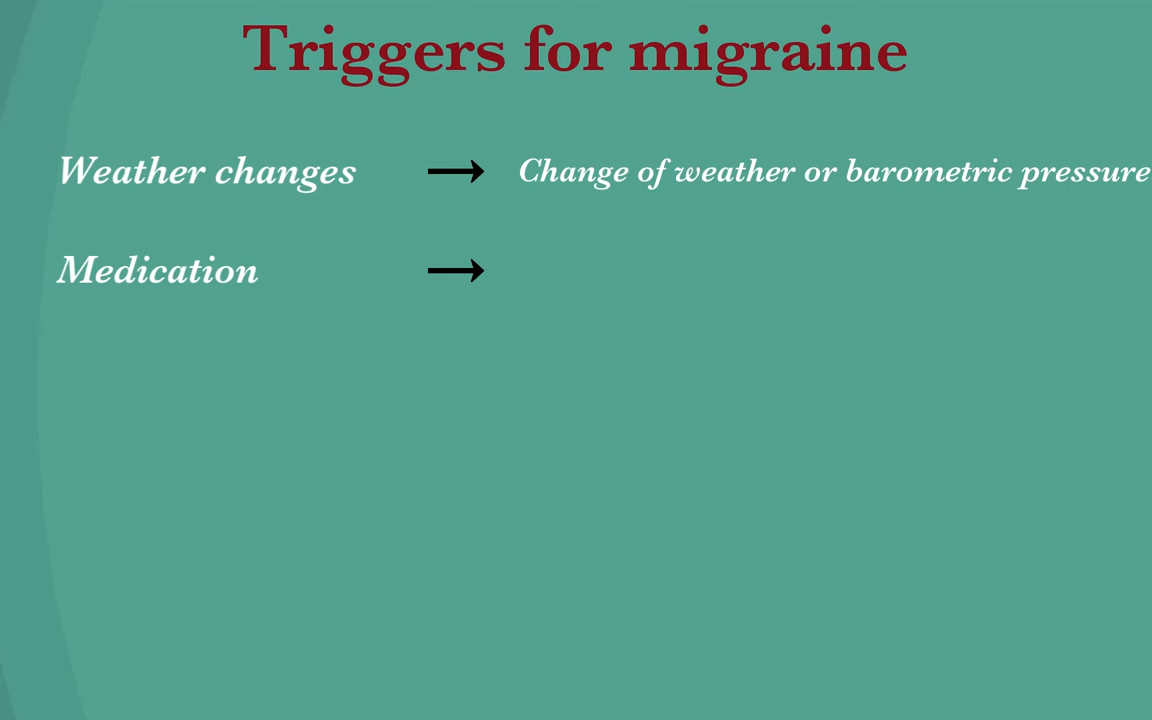 Triggers for migraine
Weather changes → Change of weather or barometric pressure
Medication →